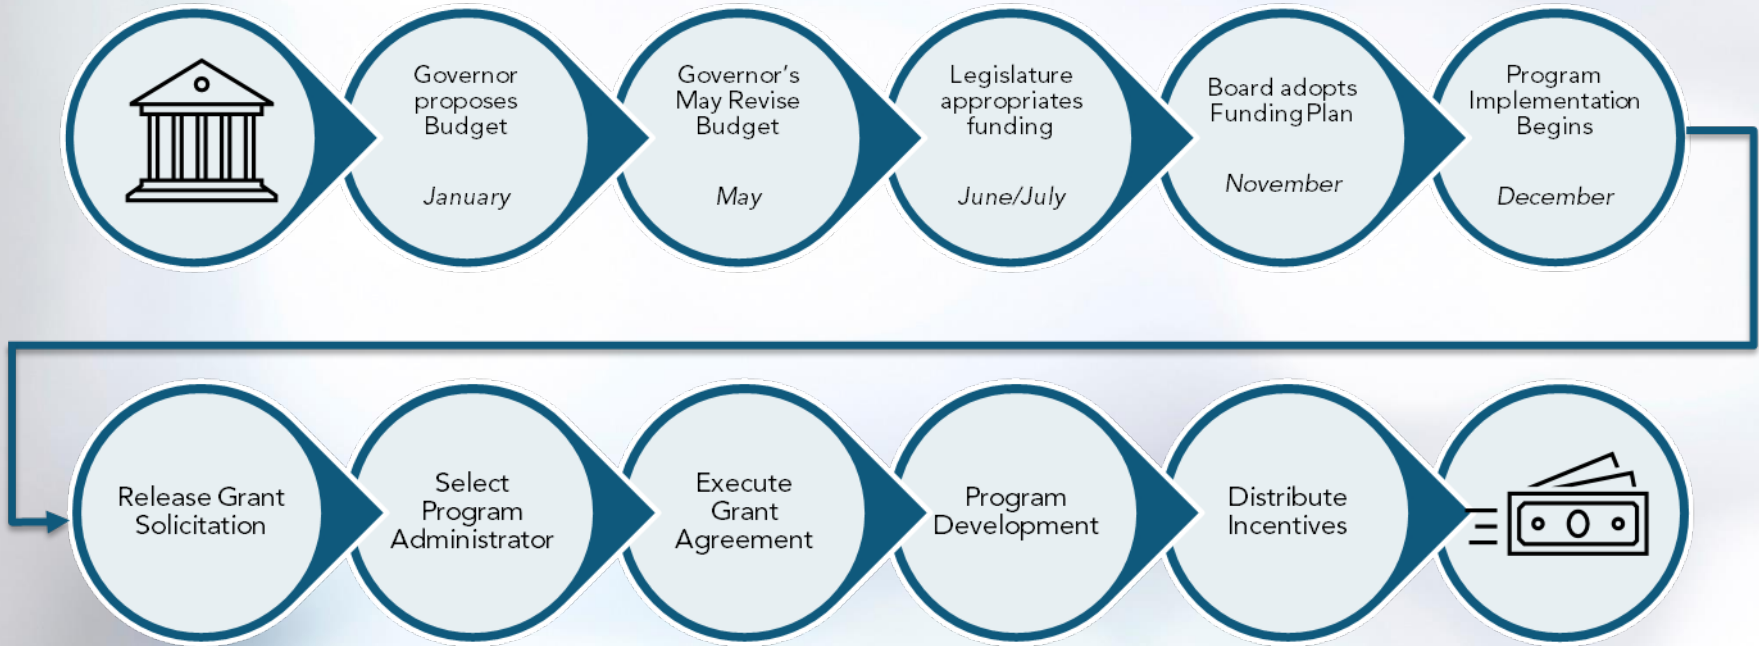 Governor
proposes
Budget
January
Governor's
May Revise
Budget
May
Legislature
appropriates
funding
June/July
Board adopts
Funding Plan
November
Program
Implementation
Begins
December
Release Grant
Solicitation
Select
Program
Administrator
Execute
Grant
Agreement
Program
Development
Distribute
Incentives